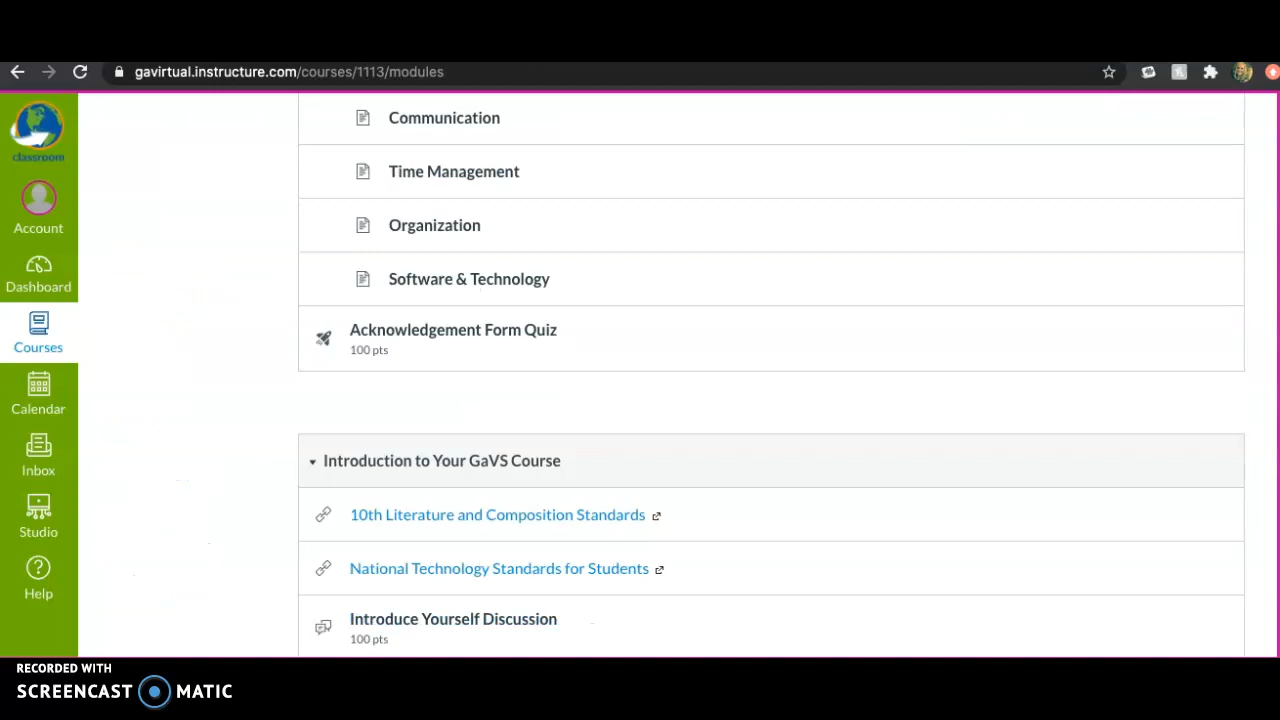 gavirtual.instructure.com/courses/1113/modules
classroom
Account
Dashboard
Courses
Calendar
Inbox
Studio
Help
Communication
Time Management
Organization
Software & Technology
Acknowledgement Form Quiz
100 pts
Introduction to Your GaVS Course
10th Literature and Composition Standards
National Technology Standards for Students
Introduce Yourself Discussion
100 pts
RECORDED WITH
SCREENCAST MATIC